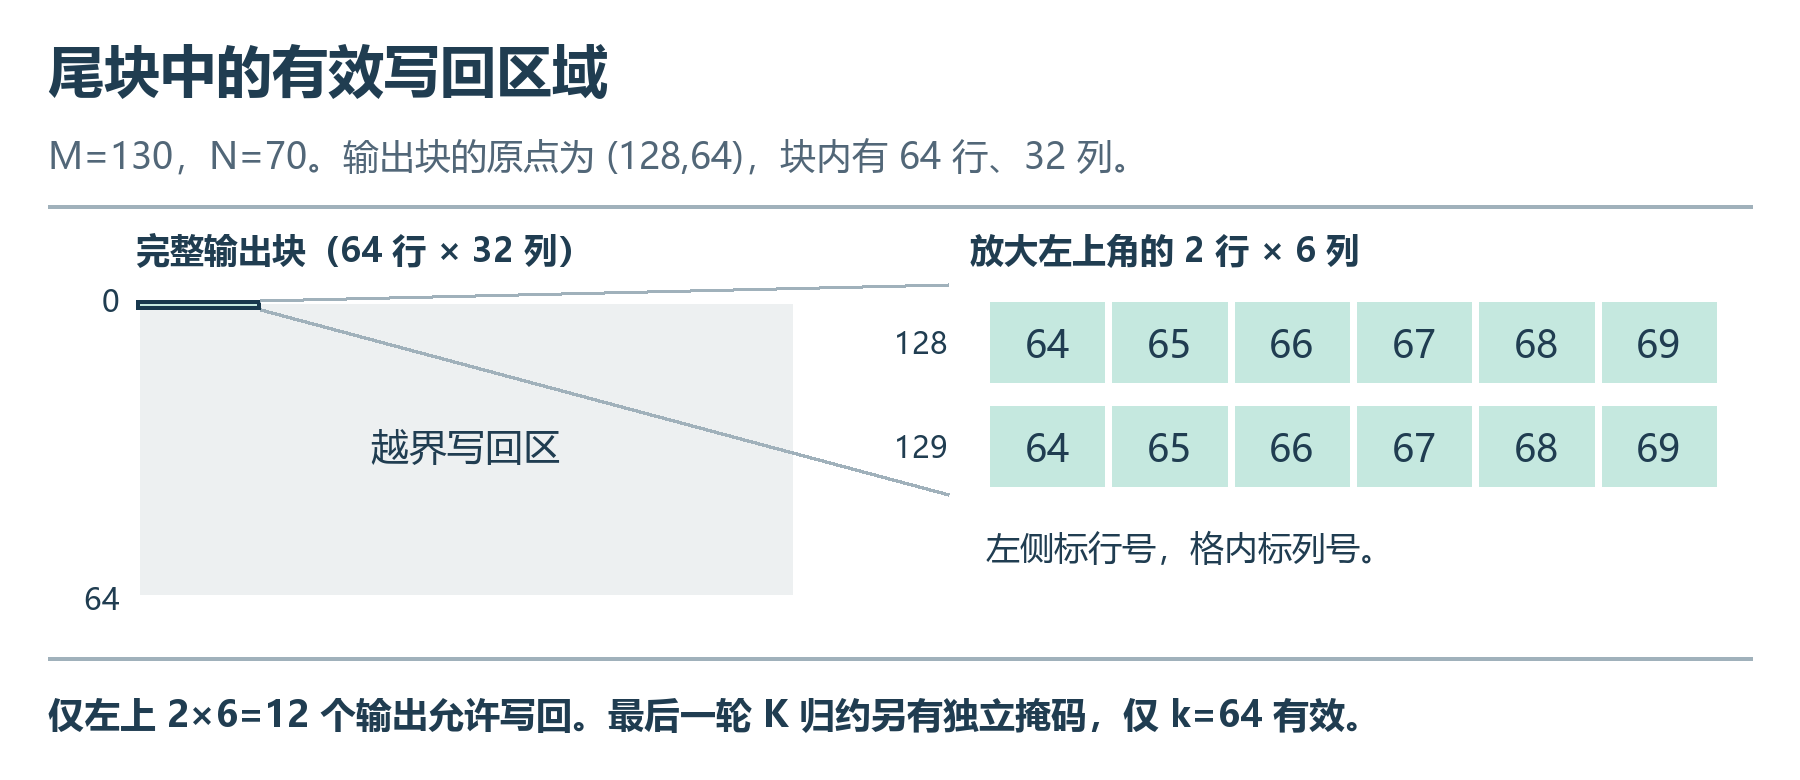 尾块中的有效写回区域
M=130，N=70。输出块的原点为 (128,64)，块内有 64 行、32 列。
完整输出块（64 行 × 32 列）
0
越界写回区
64
放大左上角的 2 行 × 6 列
128 64 65 66 67 68 69
129 64 65 66 67 68 69
左侧标行号，格内标列号。
仅左上 2×6=12 个输出允许写回。最后一轮 K 归约另有独立掩码，仅 k=64 有效。